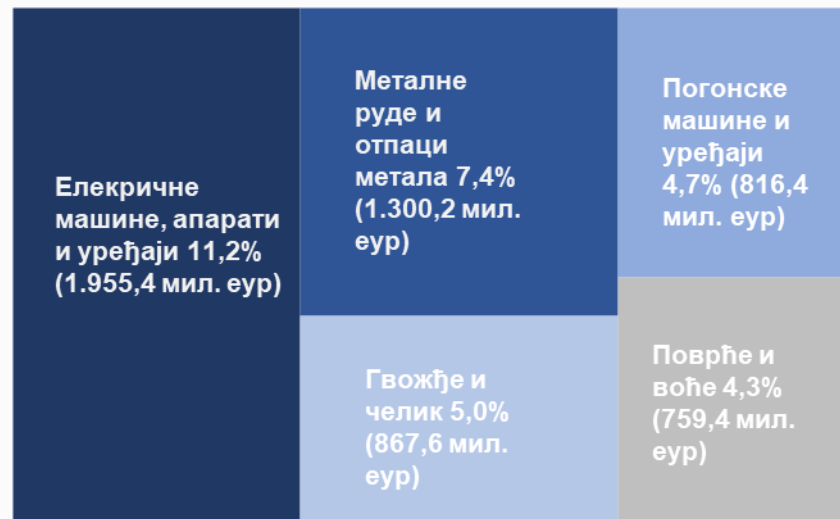 Елекричне
машине, апарати
и уређаји 11,2%
(1.955,4 мил. еур)
Металне
руде и
отпаци
метала 7,4%
(1.300,2 мил.
еур)
Гвожђе и
челик 5,0%
(867,6 мил.
еур)
Погонске
машине и
уређаји
4,7% (816,4
мил. еур)
Поврће и
воће 4,3%
(759,4 мил.
еур)